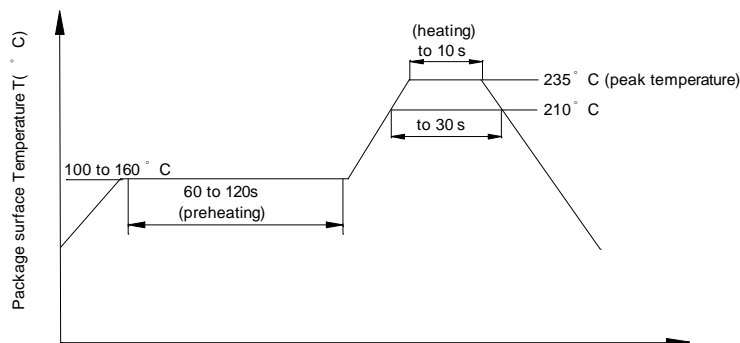 (heating)
to 10 s
235° C (peak temperature)
210° C
to 30 s
100 to 160° C
60 to 120s
(preheating)
Package surface Temperature T( ° C)